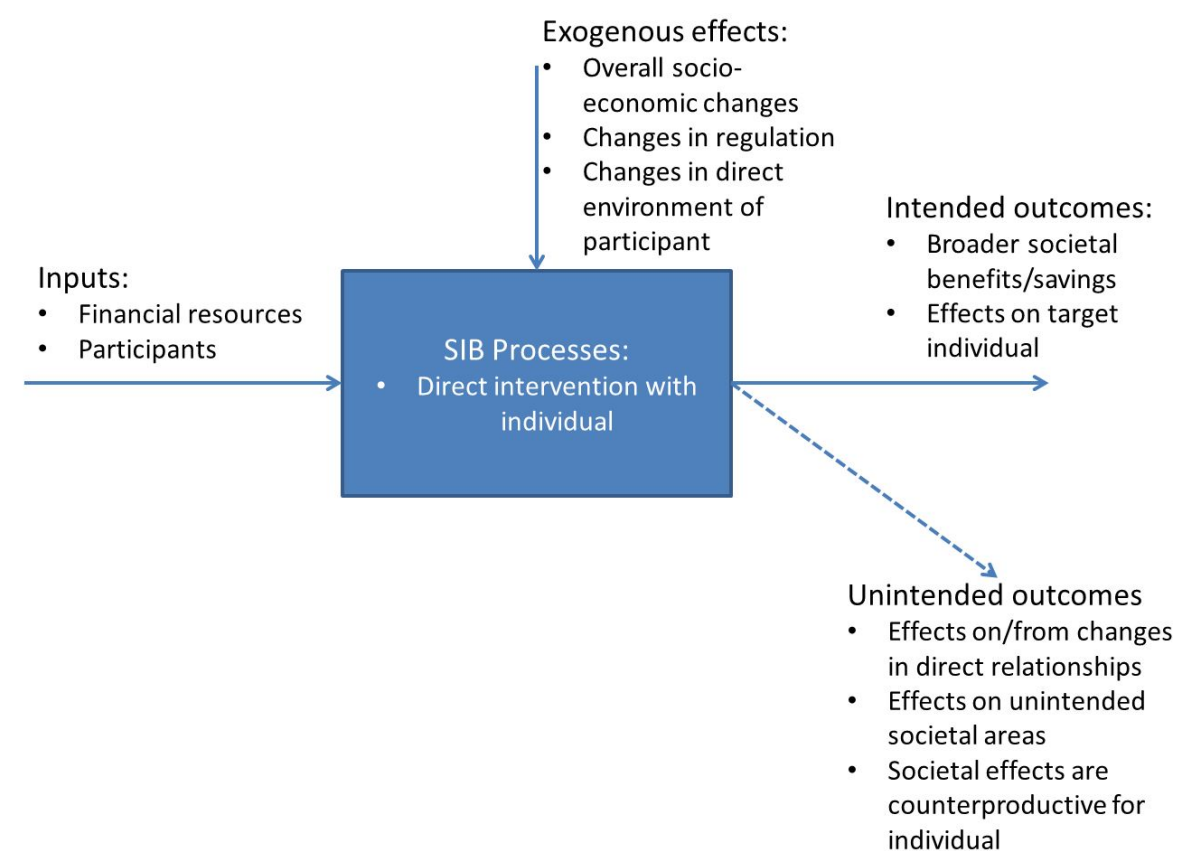 Exogenous effects:
• Overall socio-
economic changes
• Changes in regulation
• Changes in direct
environment of
participant
Inputs:
• Financial resources
• Participants
SIB Processes:
• Direct intervention with
individual
Intended outcomes:
• Broader societal
benefits/savings
• Effects on target
individual
Unintended outcomes
• Effects on/from changes
in direct relationships
• Effects on unintended
societal areas
• Societal effects are
counterproductive for
individual